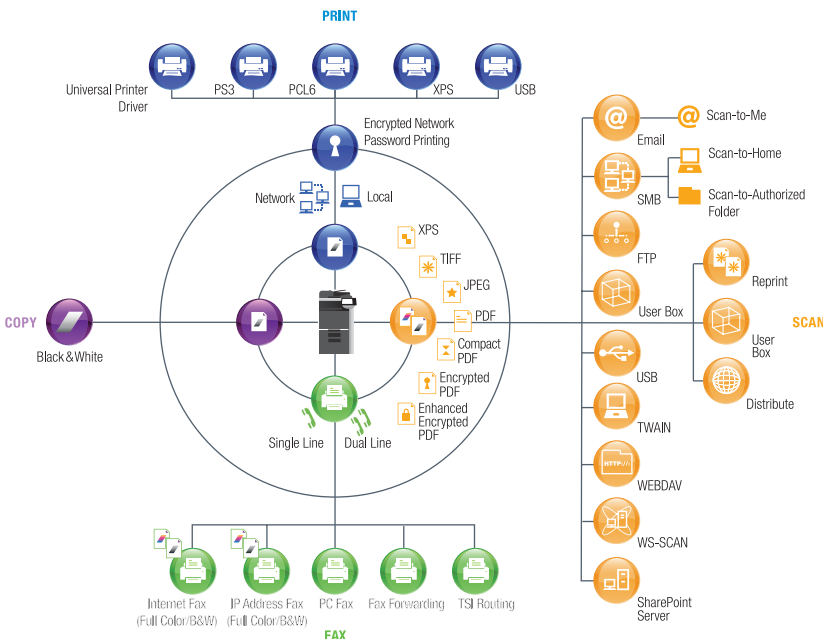 PRINT
Universal Printer
Driver
PS3
PCL6
XPS
USB
Encrypted Network
Password Printing
Network
Local
XPS
TIFF
JPEG
PDF
Compact
PDF
Encrypted
PDF
Enhanced
Encrypted
PDF
COPY
Black & White
Single Line
Dual Line
@
Email
@
Scan-to-Me
SMB
Scan-to-Home
Scan-to-Authorized
Folder
FTP
User Box
Reprint
User
Box
Distribute
SCAN
USB
TWAIN
HTTP://
WEBDAV
WS-SCAN
SharePoint
Server
Internet Fax
(Full Color/B&W)
IP Address Fax
(Full Color/B&W)
PC Fax
Fax Forwarding
TSI Routing
FAX